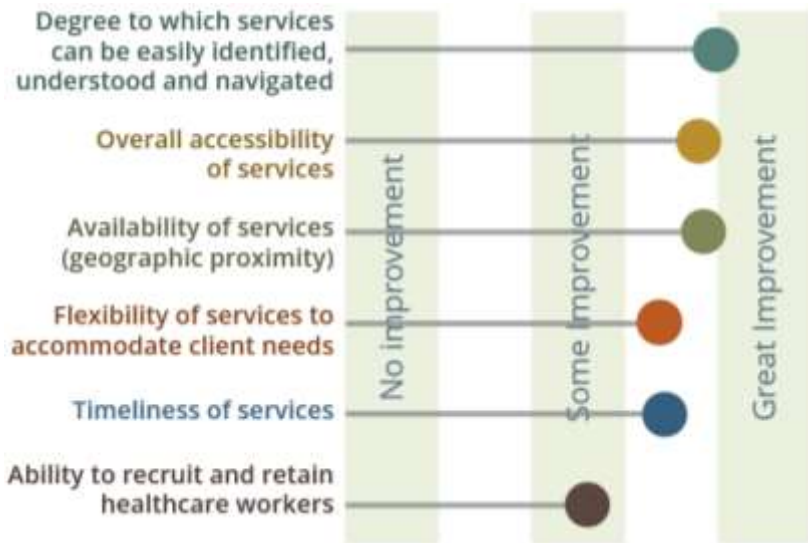 Degree to which services
can be easily identified,
understood and navigated
Overall accessibility
of services
Availability of services
(geographic proximity)
Flexibility of services to
accommodate client needs
Timeliness of services
Ability to recruit and retain
healthcare workers
No improvement
Some Improvement
Great Improvement